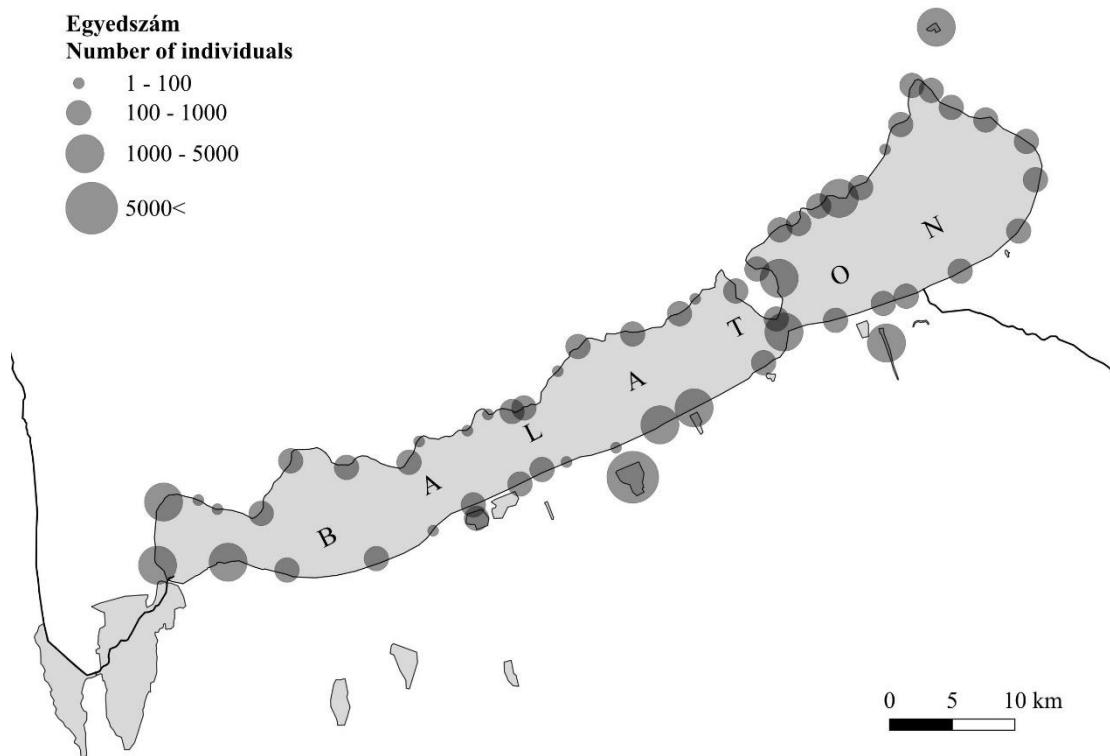 Egyedszám
Number of individuals
1 - 100
100 - 1000
1000 - 5000
5000<
B A L A T O N
0 5 10 km